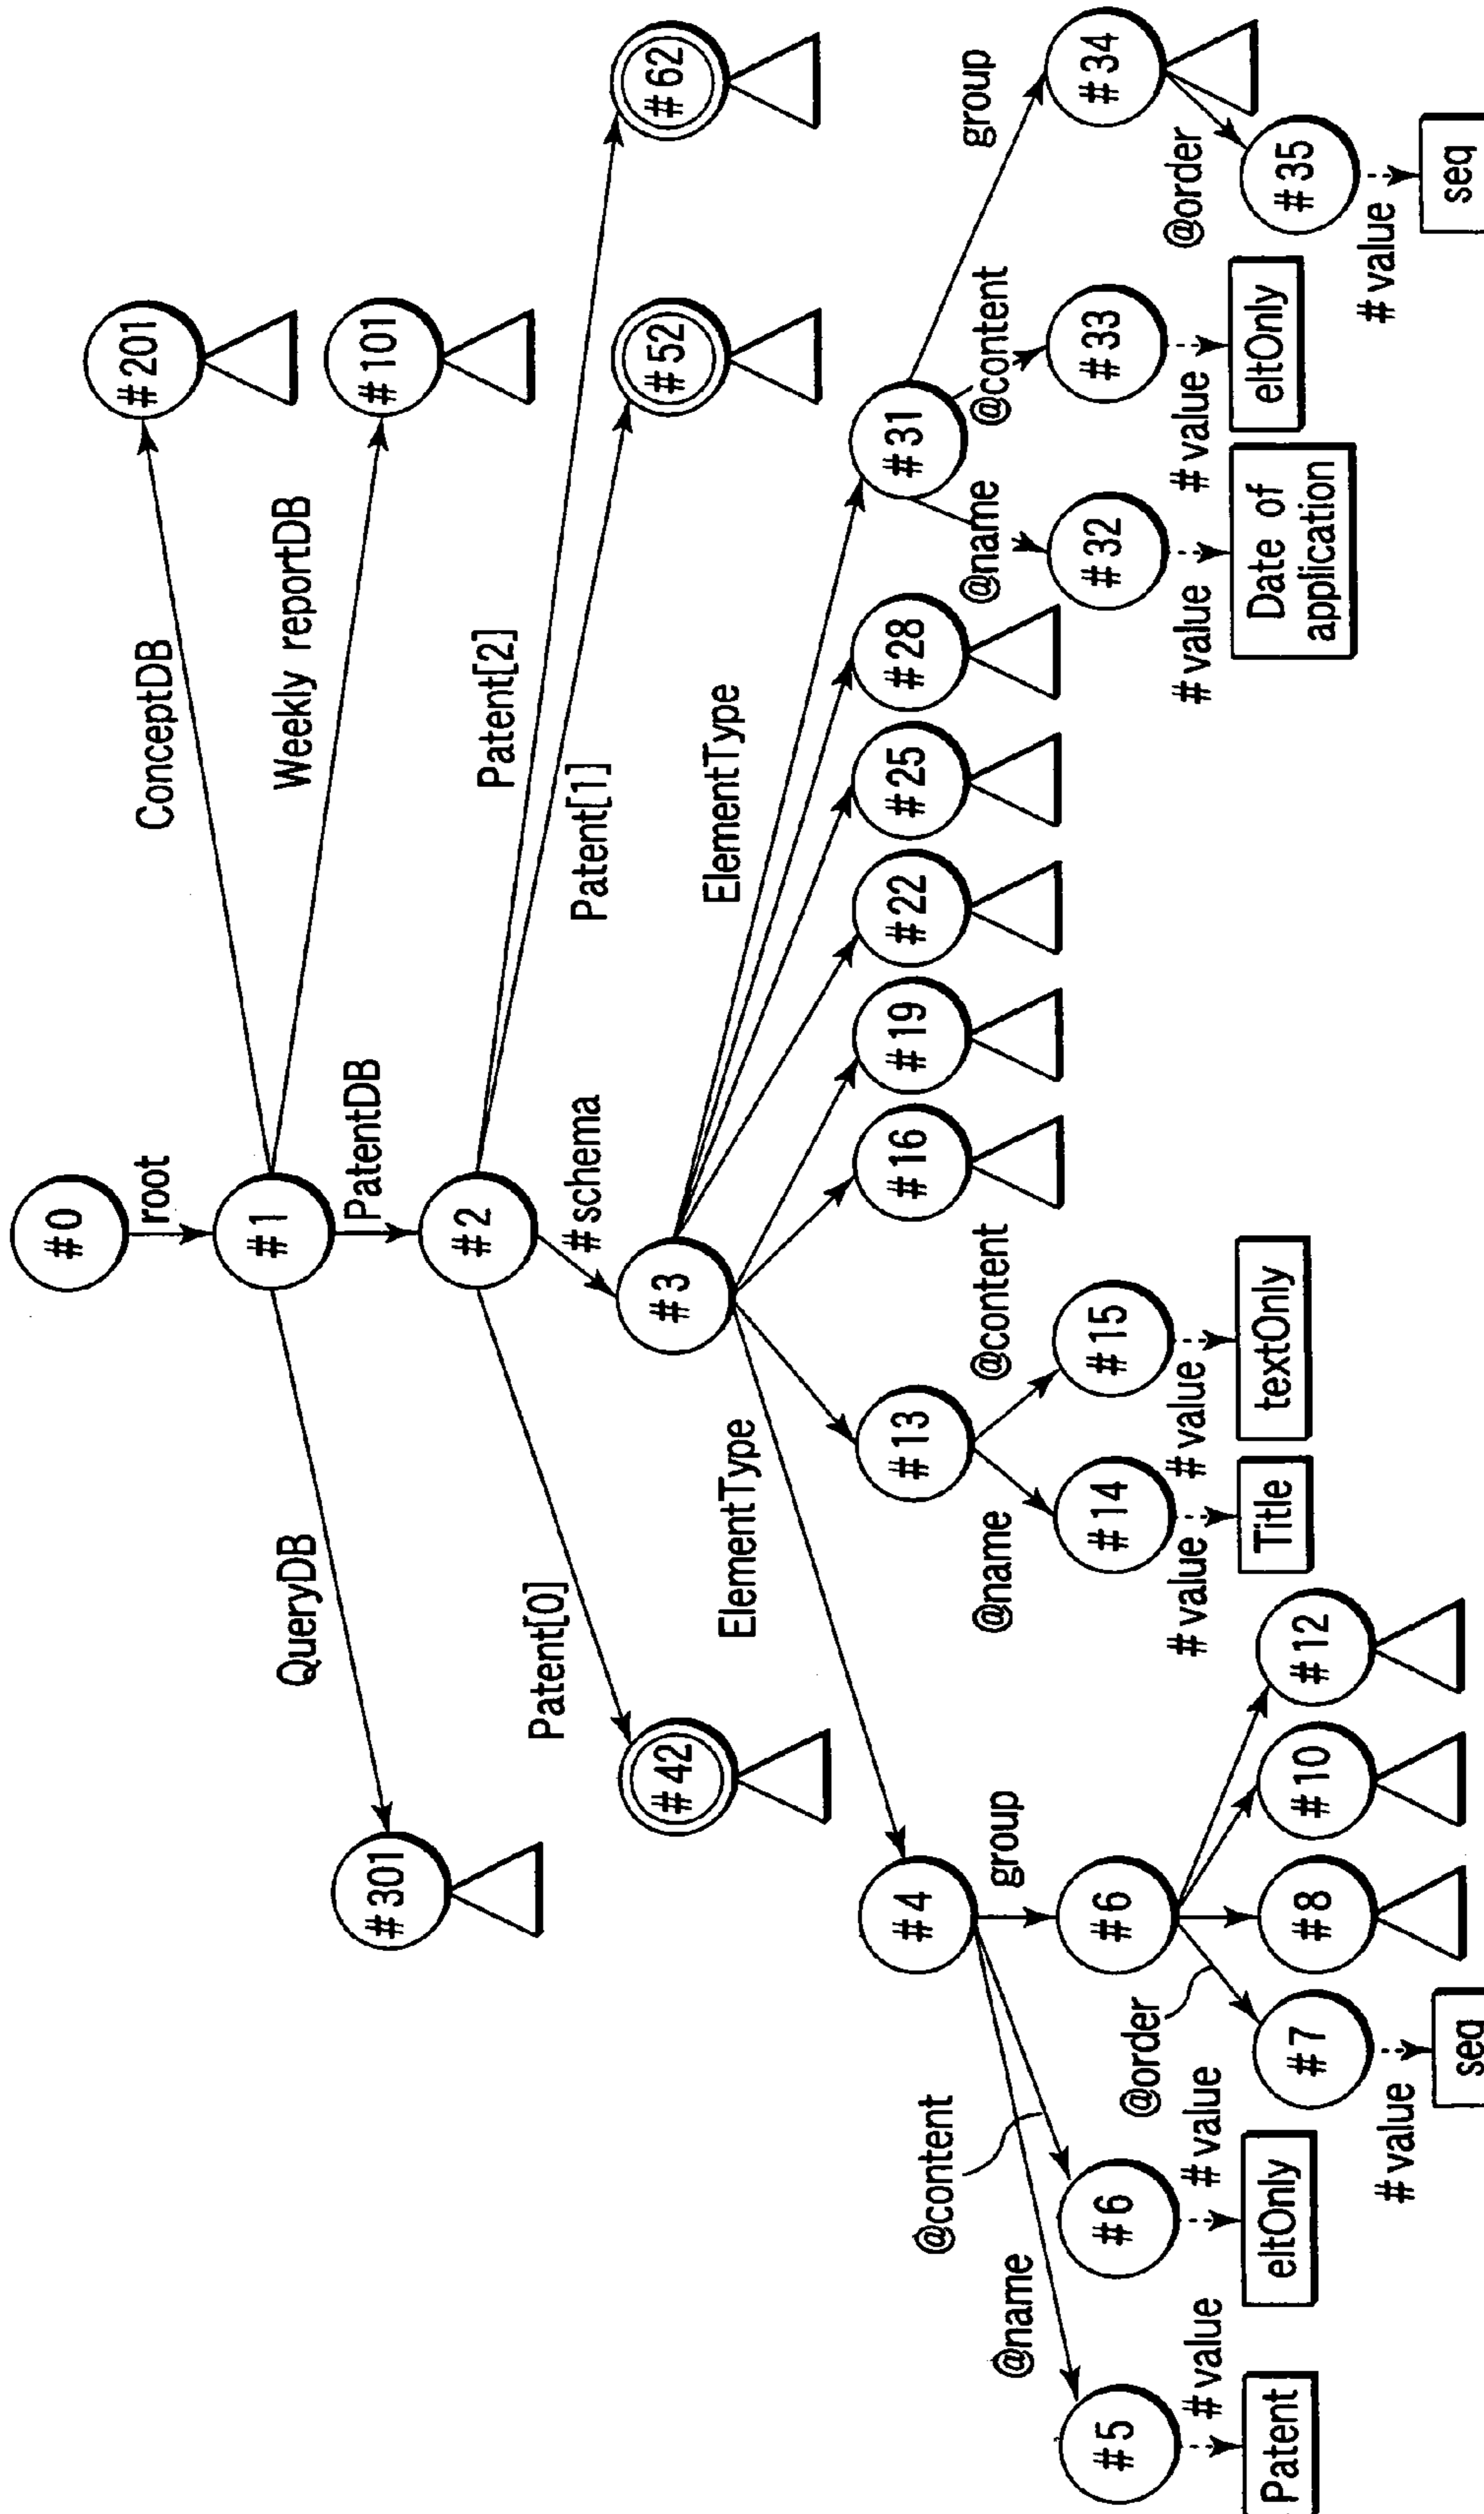 #0
root
#1
QueryDB
PatentDB
Weekly reportDB
ConceptDB
#301
#101
#201
#2
Patent[0]
#schema
Patent[1]
Patent[2]
#42
#3
#52
#62
ElementType
ElementType
#4
#13
#16
#19
#22
#25
#28
#31
@name
@content
group
@name
@content
@name
@content
group
#5
#6
#6
#14
#15
#32
#33
#34
#value
#value
@order
#value
#value
#value
#value
@order
Patent
eltOnly
#7
#8
#10
#12
Title
textOnly
Date of
application
eltOnly
#35
#value
#value
seq
seq